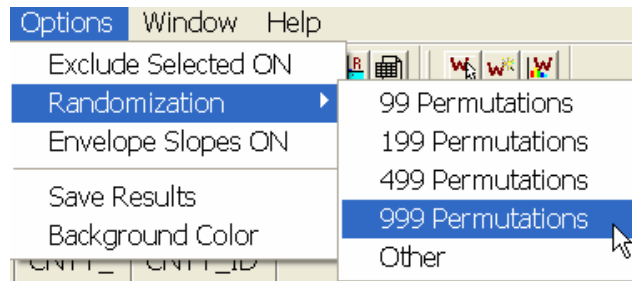 Options Window Help
Exclude Selected ON
Randomization
Envelope Slopes ON
Save Results
Background Color
99 Permutations
199 Permutations
499 Permutations
999 Permutations
Other